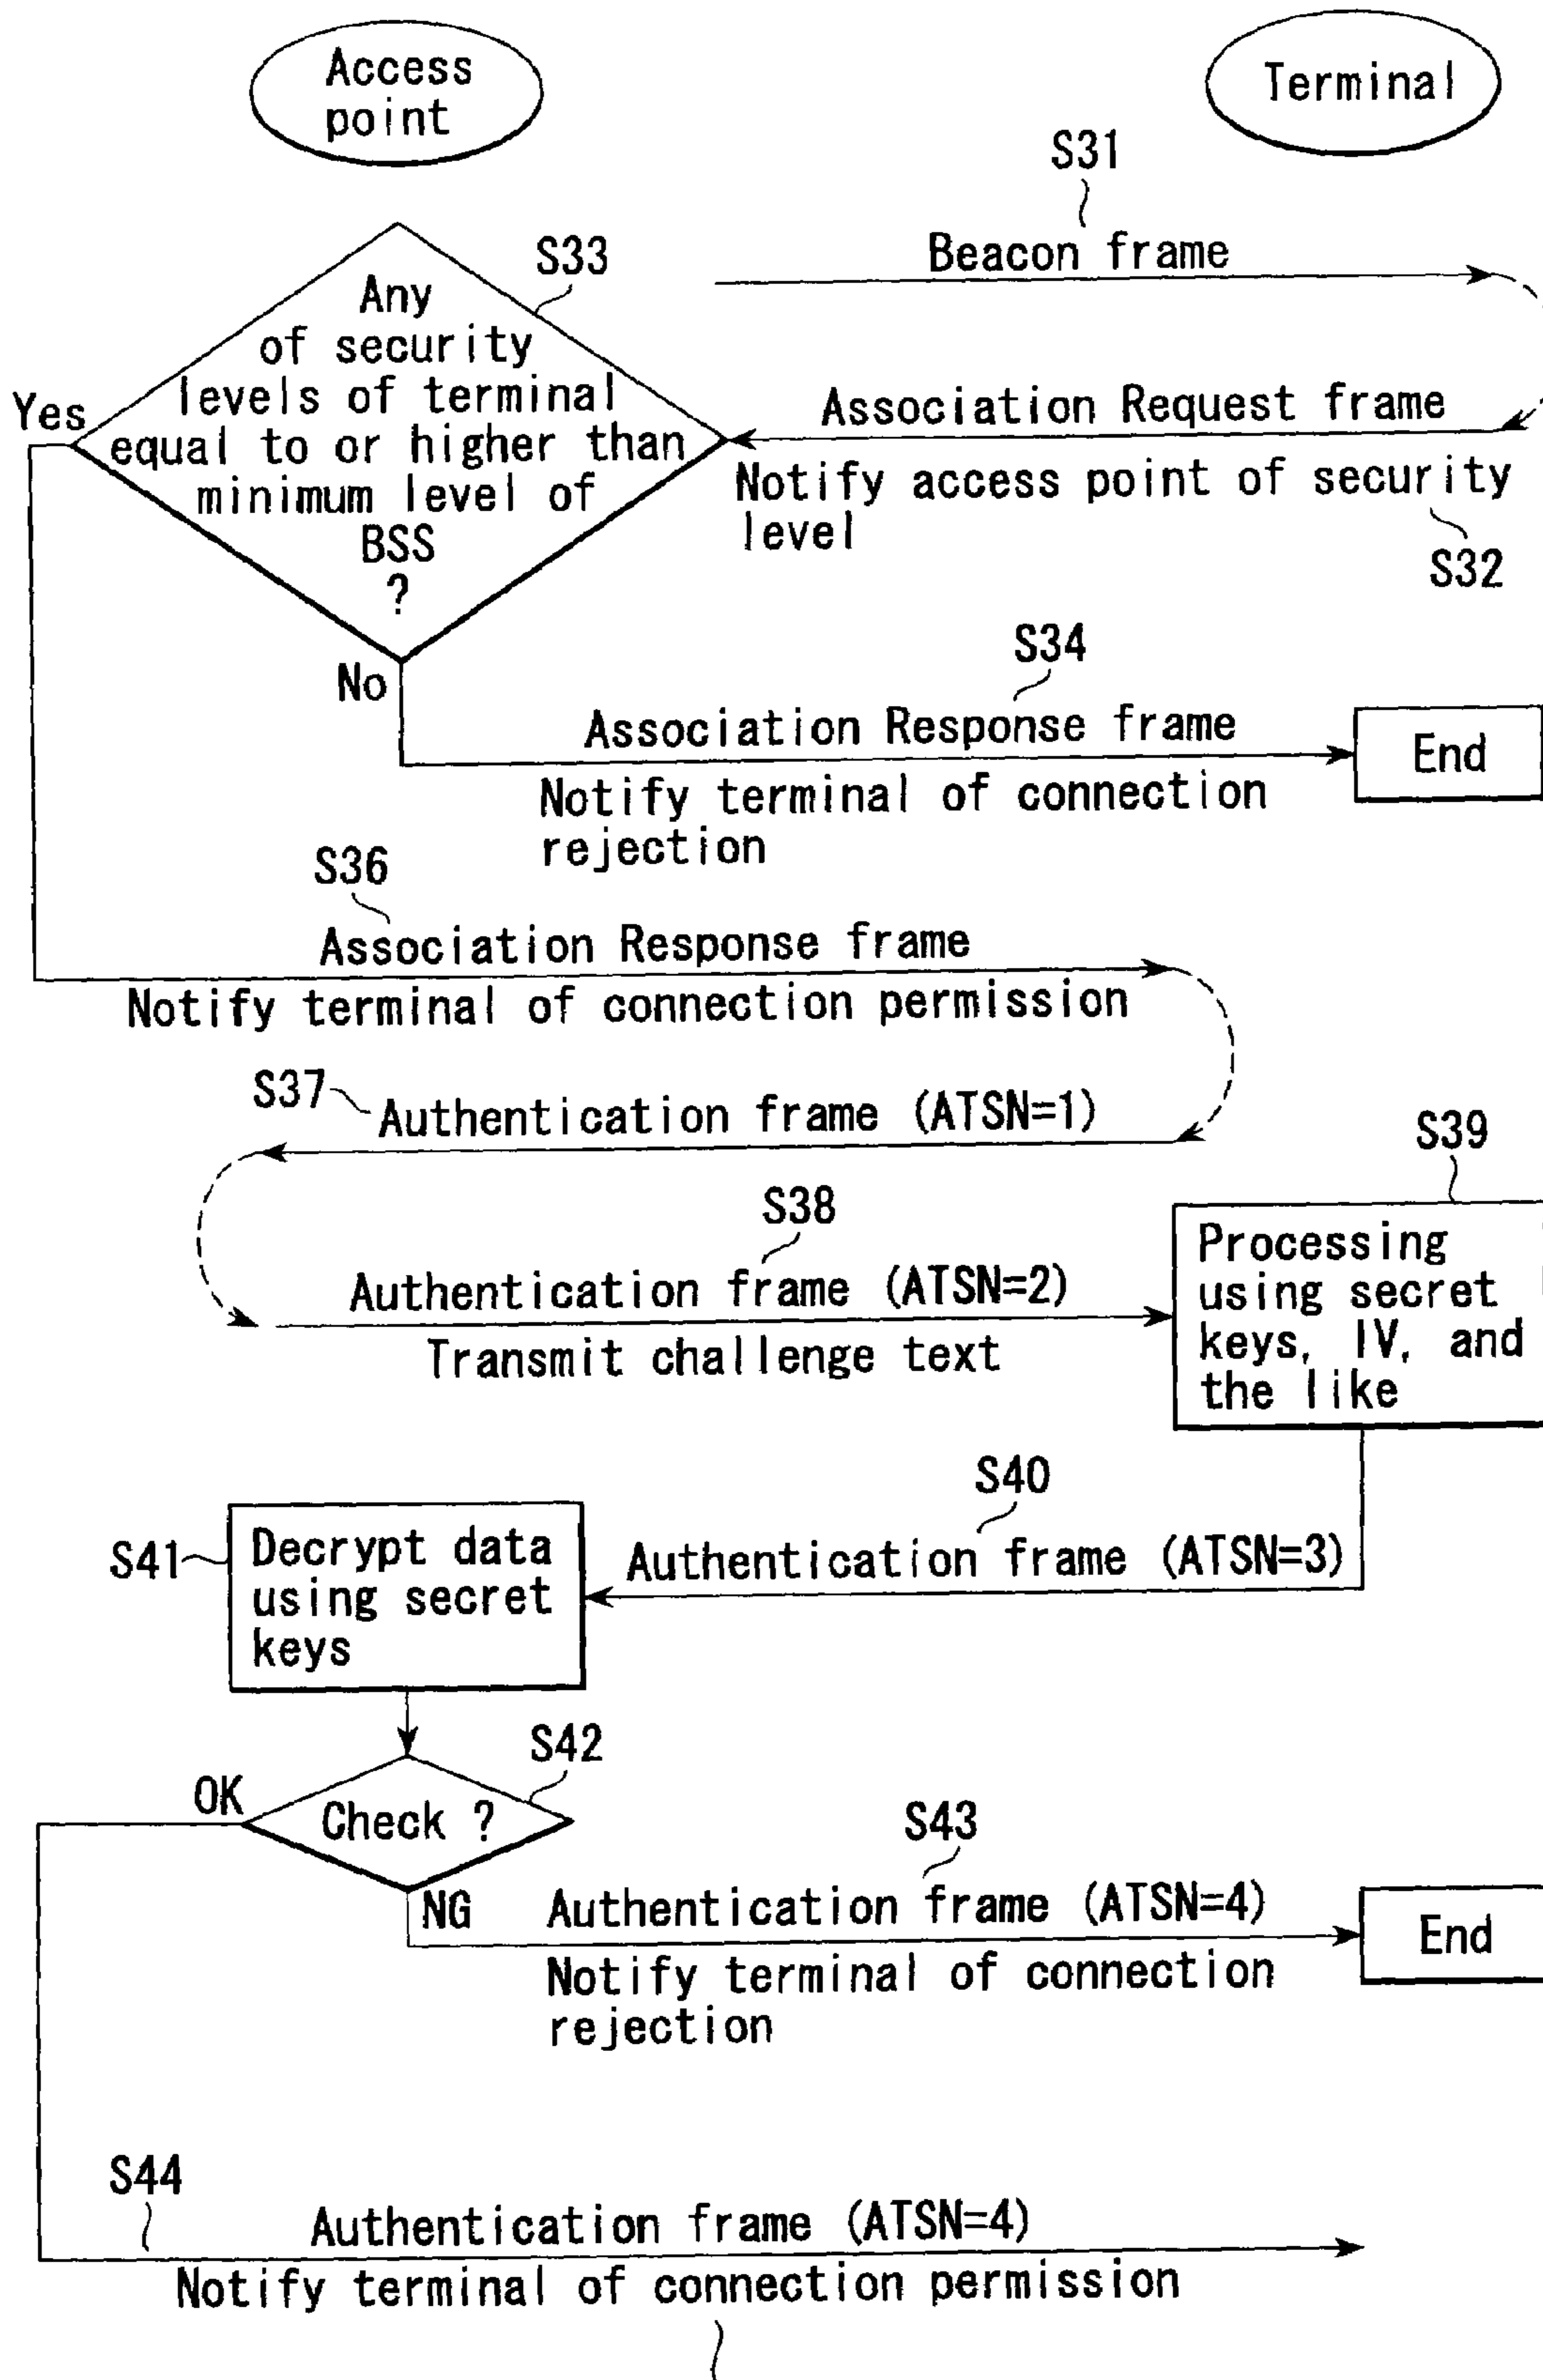 Access
point
Terminal
S31
Beacon frame
S33
Any
of security
levels of terminal
equal to or higher than
minimum level of
BSS
?
Yes
Association Request frame
Notify access point of security
level
S32
No
S34
Association Response frame
Notify terminal of connection
rejection
End
S36
Association Response frame
Notify terminal of connection permission
S37
Authentication frame (ATSN=1)
S38
Authentication frame (ATSN=2)
Transmit challenge text
S39
Processing
using secret
keys, IV, and
the like
S40
Authentication frame (ATSN=3)
S41
Decrypt data
using secret
keys
S42
Check ?
OK
NG
S43
Authentication frame (ATSN=4)
Notify terminal of connection
rejection
End
S44
Authentication frame (ATSN=4)
Notify terminal of connection permission